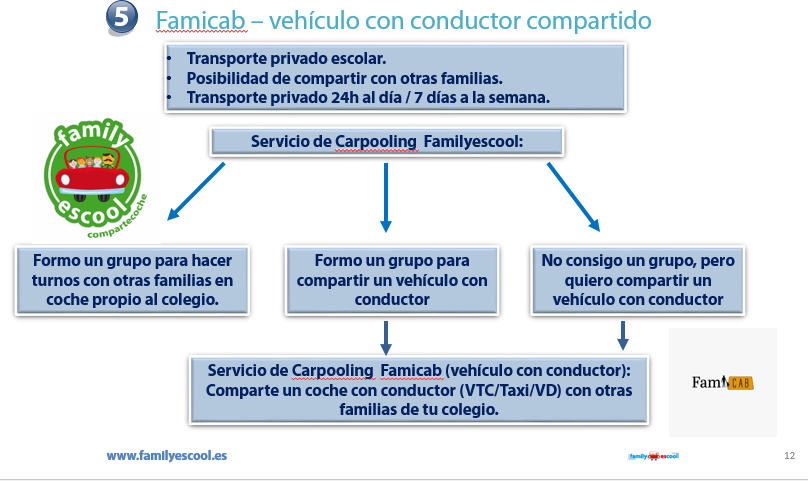 5 Famicab – vehículo con conductor compartido
• Transporte privado escolar.
• Posibilidad de compartir con otras familias.
• Transporte privado 24h al día / 7 días a la semana.
Servicio de Carpooling Familyescool:
family
escool
compartecoche
Formo un grupo para hacer
turnos con otras familias en
coche propio al colegio.
Formo un grupo para
compartir un vehículo con
conductor
No consigo un grupo, pero
quiero compartir un
vehículo con conductor
Servicio de Carpooling Famicab (vehículo con conductor):
Comparte un coche con conductor (VTC/Taxi/VD) con otras
familias de tu colegio.
Fam CAB
www.familyescool.es
family escool
12